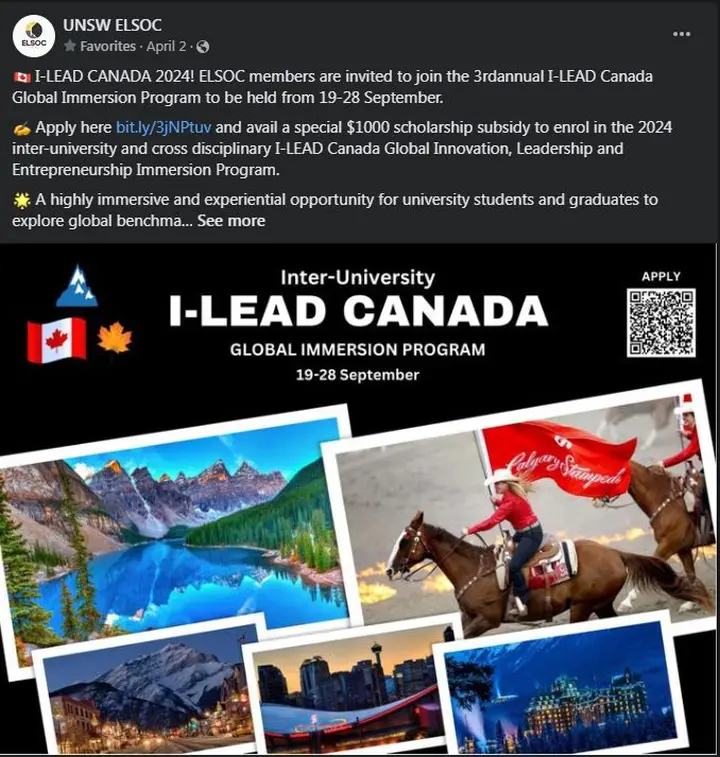 UNSW ELSOC
Favorites · April 2 ·
I-LEAD CANADA 2024! ELSOC members are invited to join the 3rdannual I-LEAD Canada
Global Immersion Program to be held from 19-28 September.
Apply here bit.ly/3jNPtuv and avail a special $1000 scholarship subsidy to enrol in the 2024
inter-university and cross disciplinary I-LEAD Canada Global Innovation, Leadership and
Entrepreneurship Immersion Program.
A highly immersive and experiential opportunity for university students and graduates to
explore global benchma... See more
ELSOC
Inter-University
I-LEAD CANADA
GLOBAL IMMERSION PROGRAM
19-28 September
APPLY
Calgary Stampede